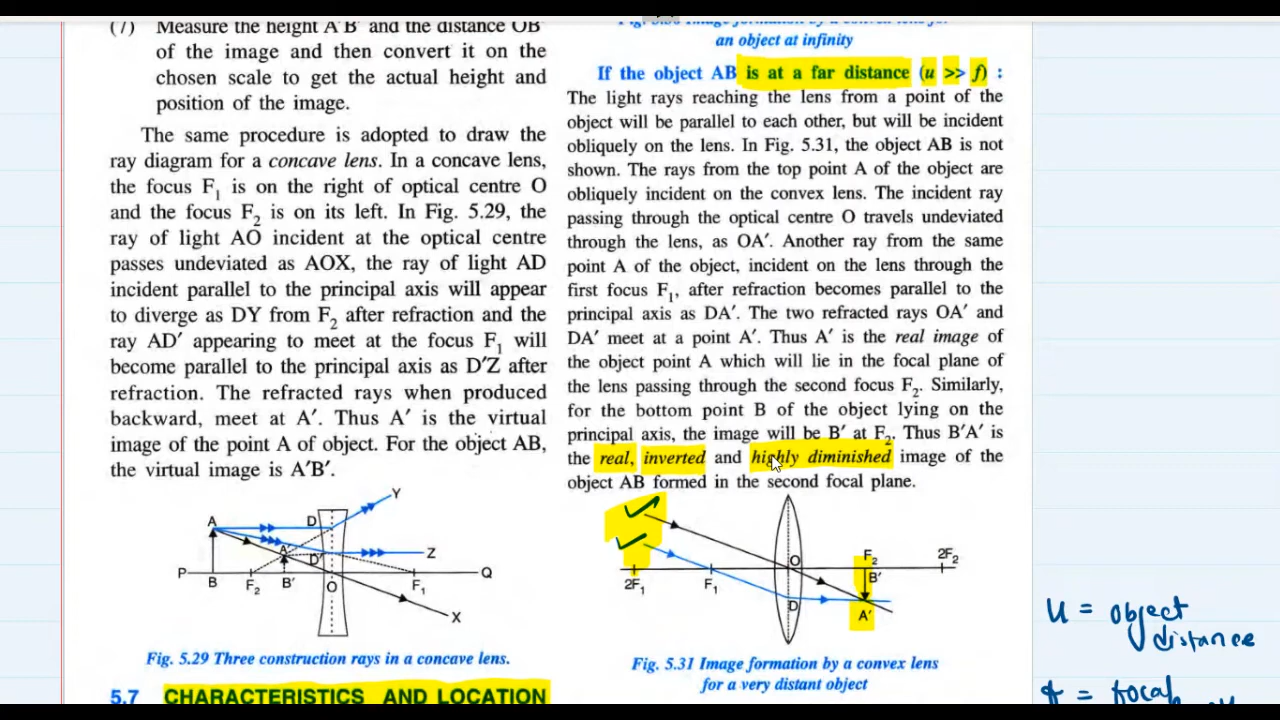 (7) Measure the height A′B′ and the distance OB′
of the image and then convert it on the
chosen scale to get the actual height and
position of the image.
The same procedure is adopted to draw the
ray diagram for a concave lens. In a concave lens,
the focus F₁ is on the right of optical centre O
and the focus F₂ is on its left. In Fig. 5.29, the
ray of light AO incident at the optical centre
passes undeviated as AOX, the ray of light AD
incident parallel to the principal axis will appear
to diverge as DY from F₂ after refraction and the
ray AD′ appearing to meet at the focus F₁ will
become parallel to the principal axis as D′Z after
refraction. The refracted rays when produced
backward, meet at A′. Thus A′ is the virtual
image of the point A of object. For the object AB,
the virtual image is A′B′.
A D Y
A′ D′ Z
P B F₂ B′ O F₁ Q
X
Fig. 5.29 Three construction rays in a concave lens.
5.7 CHARACTERISTICS AND LOCATION
an object at infinity
If the object AB is at a far distance (u >> f) :
The light rays reaching the lens from a point of the
object will be parallel to each other, but will be incident
obliquely on the lens. In Fig. 5.31, the object AB is not
shown. The rays from the top point A of the object are
obliquely incident on the convex lens. The incident ray
passing through the optical centre O travels undeviated
through the lens, as OA′. Another ray from the same
point A of the object, incident on the lens through the
first focus F₁, after refraction becomes parallel to the
principal axis as DA′. The two refracted rays OA′ and
DA′ meet at a point A′. Thus A′ is the real image of
the object point A which will lie in the focal plane of
the lens passing through the second focus F₂. Similarly,
for the bottom point B of the object lying on the
principal axis, the image will be B′ at F₂. Thus B′A′ is
the real, inverted and highly diminished image of the
object AB formed in the second focal plane.
O F₂ 2F₂
2F₁ F₁ B′
D A′
Fig. 5.31 Image formation by a convex lens
for a very distant object
u = object
distance
f = focal